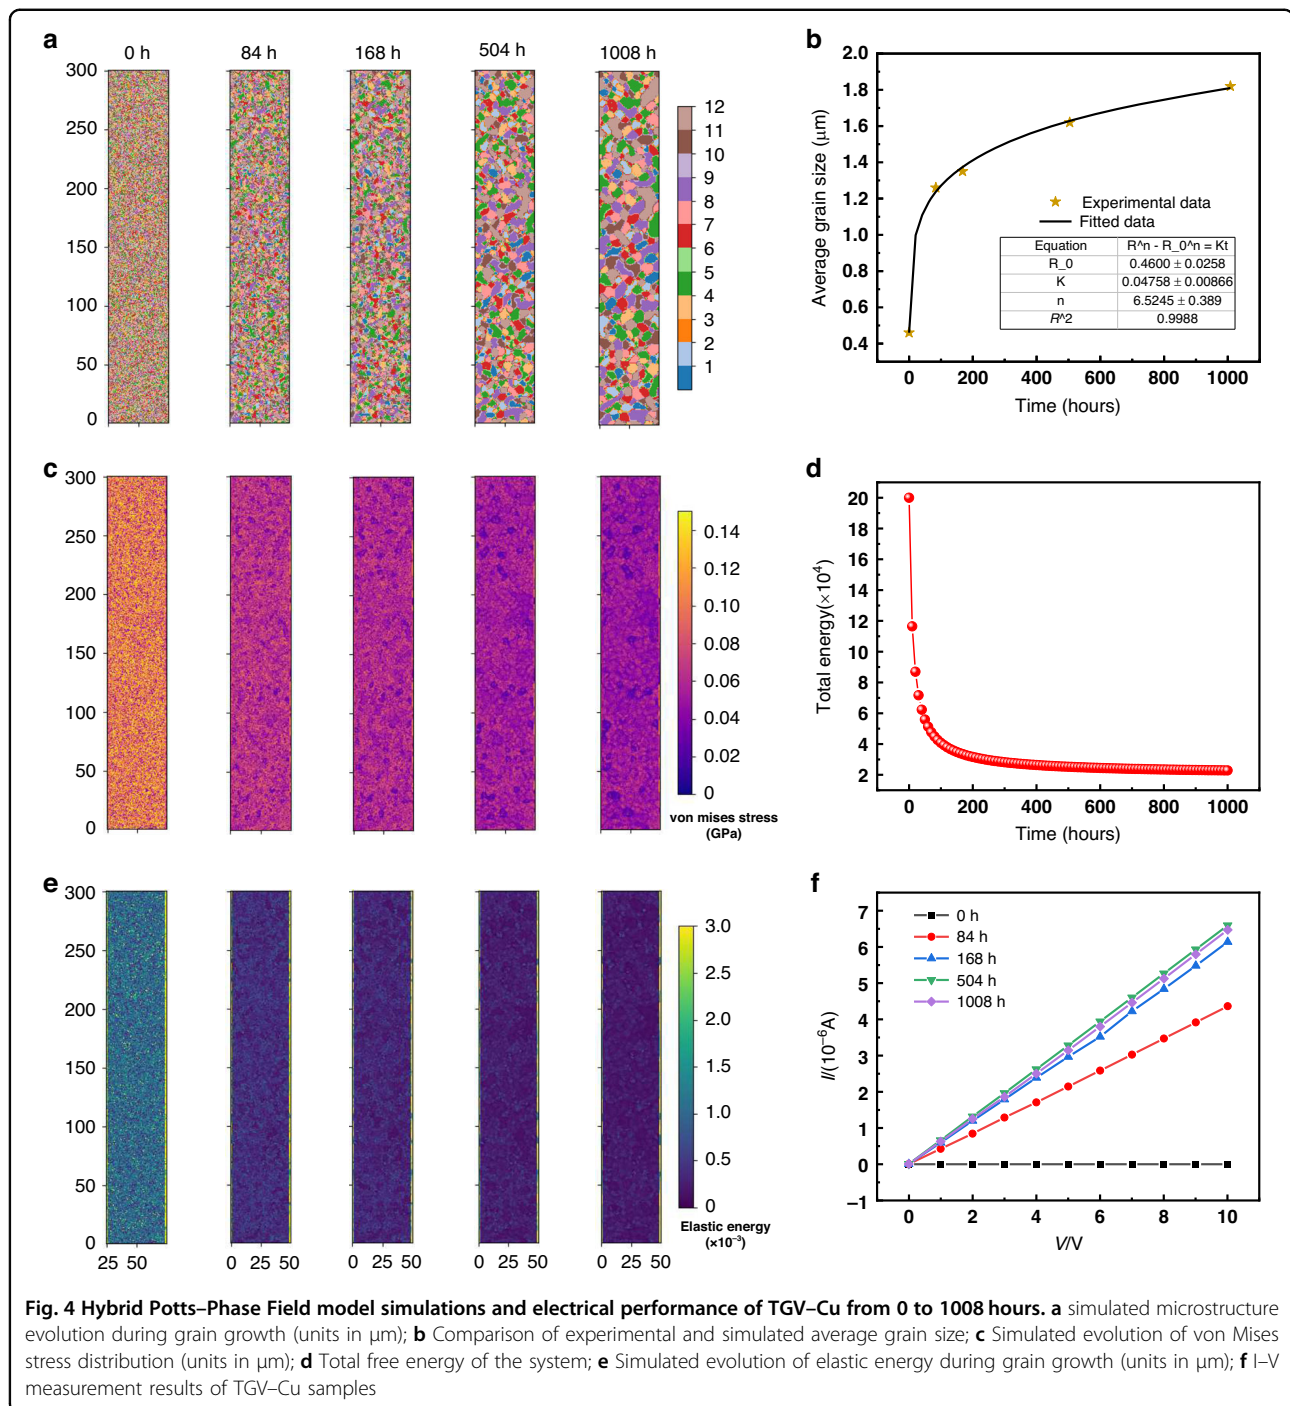 a
0 h
84 h
168 h
504 h
1008 h
300
250
200
150
100
50
0
12
11
10
9
8
7
6
5
4
3
2
1
b
2.0
1.8
1.6
1.4
1.2
1.0
0.8
0.6
0.4
Average grain size (μm)
Experimental data
Fitted data
Equation R^n - R_0^n = Kt
R_0 0.4600 ± 0.0258
K 0.04758 ± 0.00866
n 6.5245 ± 0.389
R^2 0.9988
0 200 400 600 800 1000
Time (hours)
c
300
250
200
150
100
50
0
0.14
0.12
0.10
0.08
0.06
0.04
0.02
0
von mises stress
(GPa)
d
20
18
16
14
12
10
8
6
4
2
Total energy(×10⁴)
0 200 400 600 800 1000
Time (hours)
e
300
250
200
150
100
50
0
25 50 0 25 50 0 25 50 0 25 50 0 25 50
3.0
2.5
2.0
1.5
1.0
0.5
0
Elastic energy
(×10⁻³)
f
7
6
5
4
3
2
1
0
−1
I/(10⁻⁶A)
0 h
84 h
168 h
504 h
1008 h
0 2 4 6 8 10
V/V
Fig. 4 Hybrid Potts–Phase Field model simulations and electrical performance of TGV–Cu from 0 to 1008 hours. a simulated microstructure
evolution during grain growth (units in μm); b Comparison of experimental and simulated average grain size; c Simulated evolution of von Mises
stress distribution (units in μm); d Total free energy of the system; e Simulated evolution of elastic energy during grain growth (units in μm); f I–V
measurement results of TGV–Cu samples